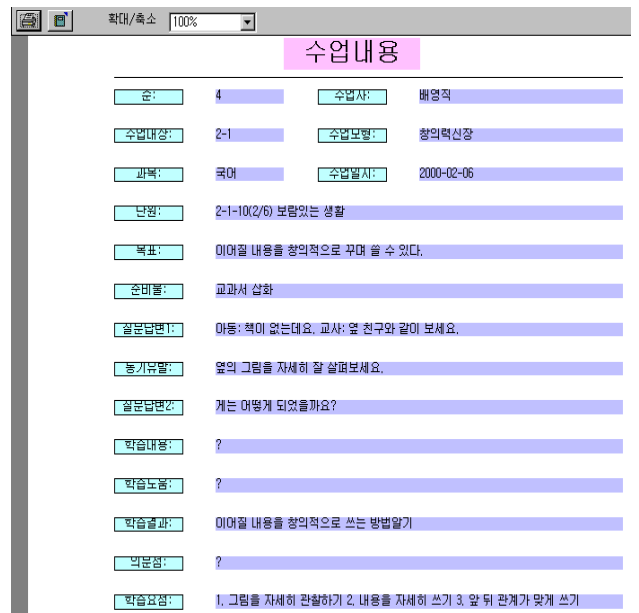 확대/축소 100%
수업내용
순: 4 수업자: 배영직
수업대상: 2-1 수업모형: 창의력신장
과목: 국어 수업일시: 2000-02-06
단원: 2-1-10(2/6) 보람있는 생활
목표: 이어질 내용을 창의적으로 꾸며 쓸 수 있다.
준비물: 교과서 삽화
질문답변1: 아동: 책이 없는데요. 교사: 옆 친구와 같이 보세요.
동기유발: 옆의 그림을 자세히 잘 살펴보세요.
질문답변2: 게는 어떻게 되었을까요?
학습내용: ?
학습도움: ?
학습결과: 이어질 내용을 창의적으로 쓰는 방법알기
의문점: ?
학습요점: 1. 그림을 자세히 관찰하기 2. 내용을 자세히 쓰기 3. 앞 뒤 관계가 맞게 쓰기